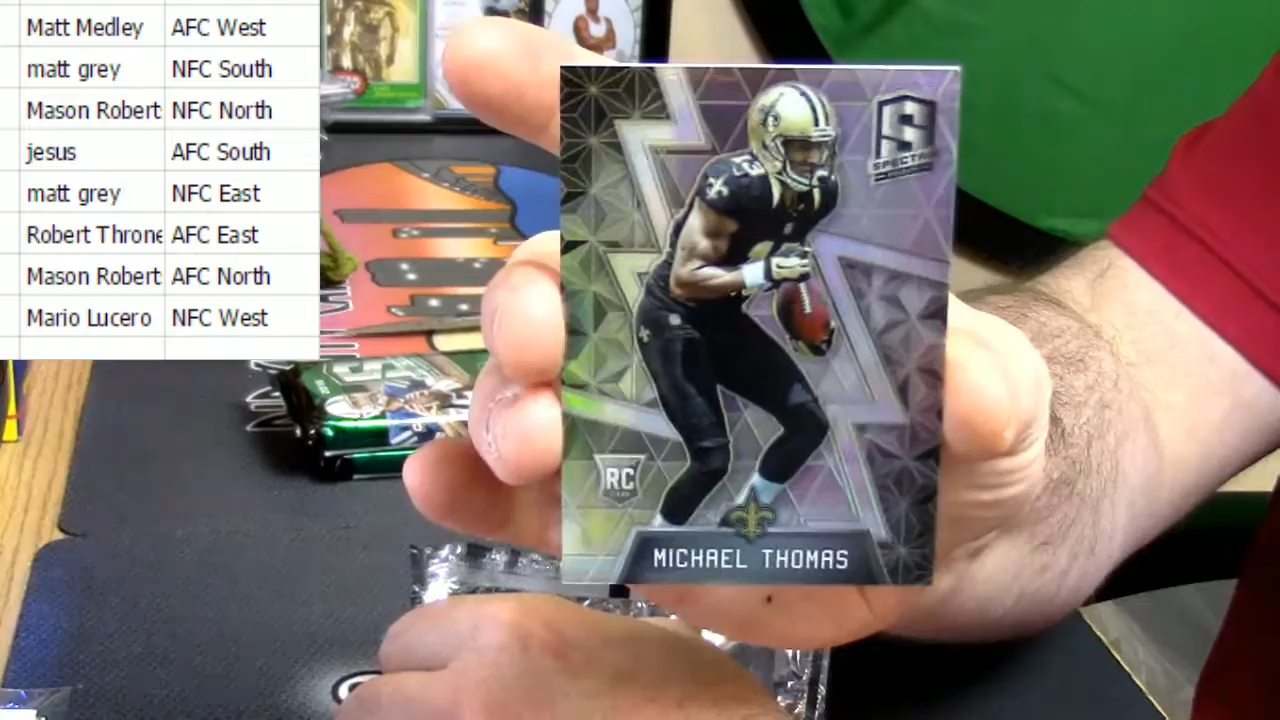 Matt Medley AFC West
matt grey NFC South
Mason Robert NFC North
jesus AFC South
matt grey NFC East
Robert Throne AFC East
Mason Robert AFC North
Mario Lucero NFC West
S
SPECTRA
13
RC
MICHAEL THOMAS